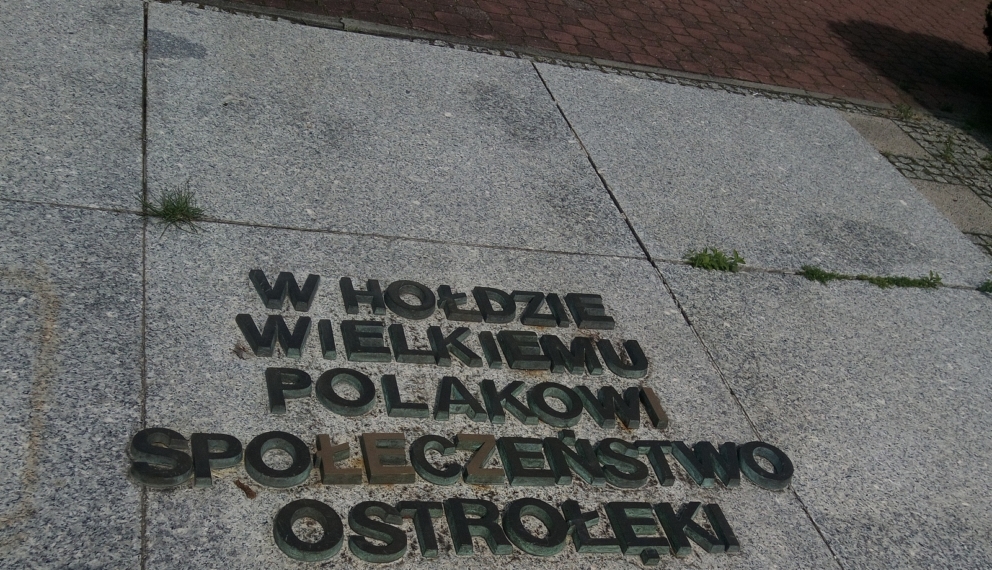 W HOŁDZIE
WIELKIEMU
POLAKOWI
SPOŁECZEŃSTWO
OSTROŁĘKI